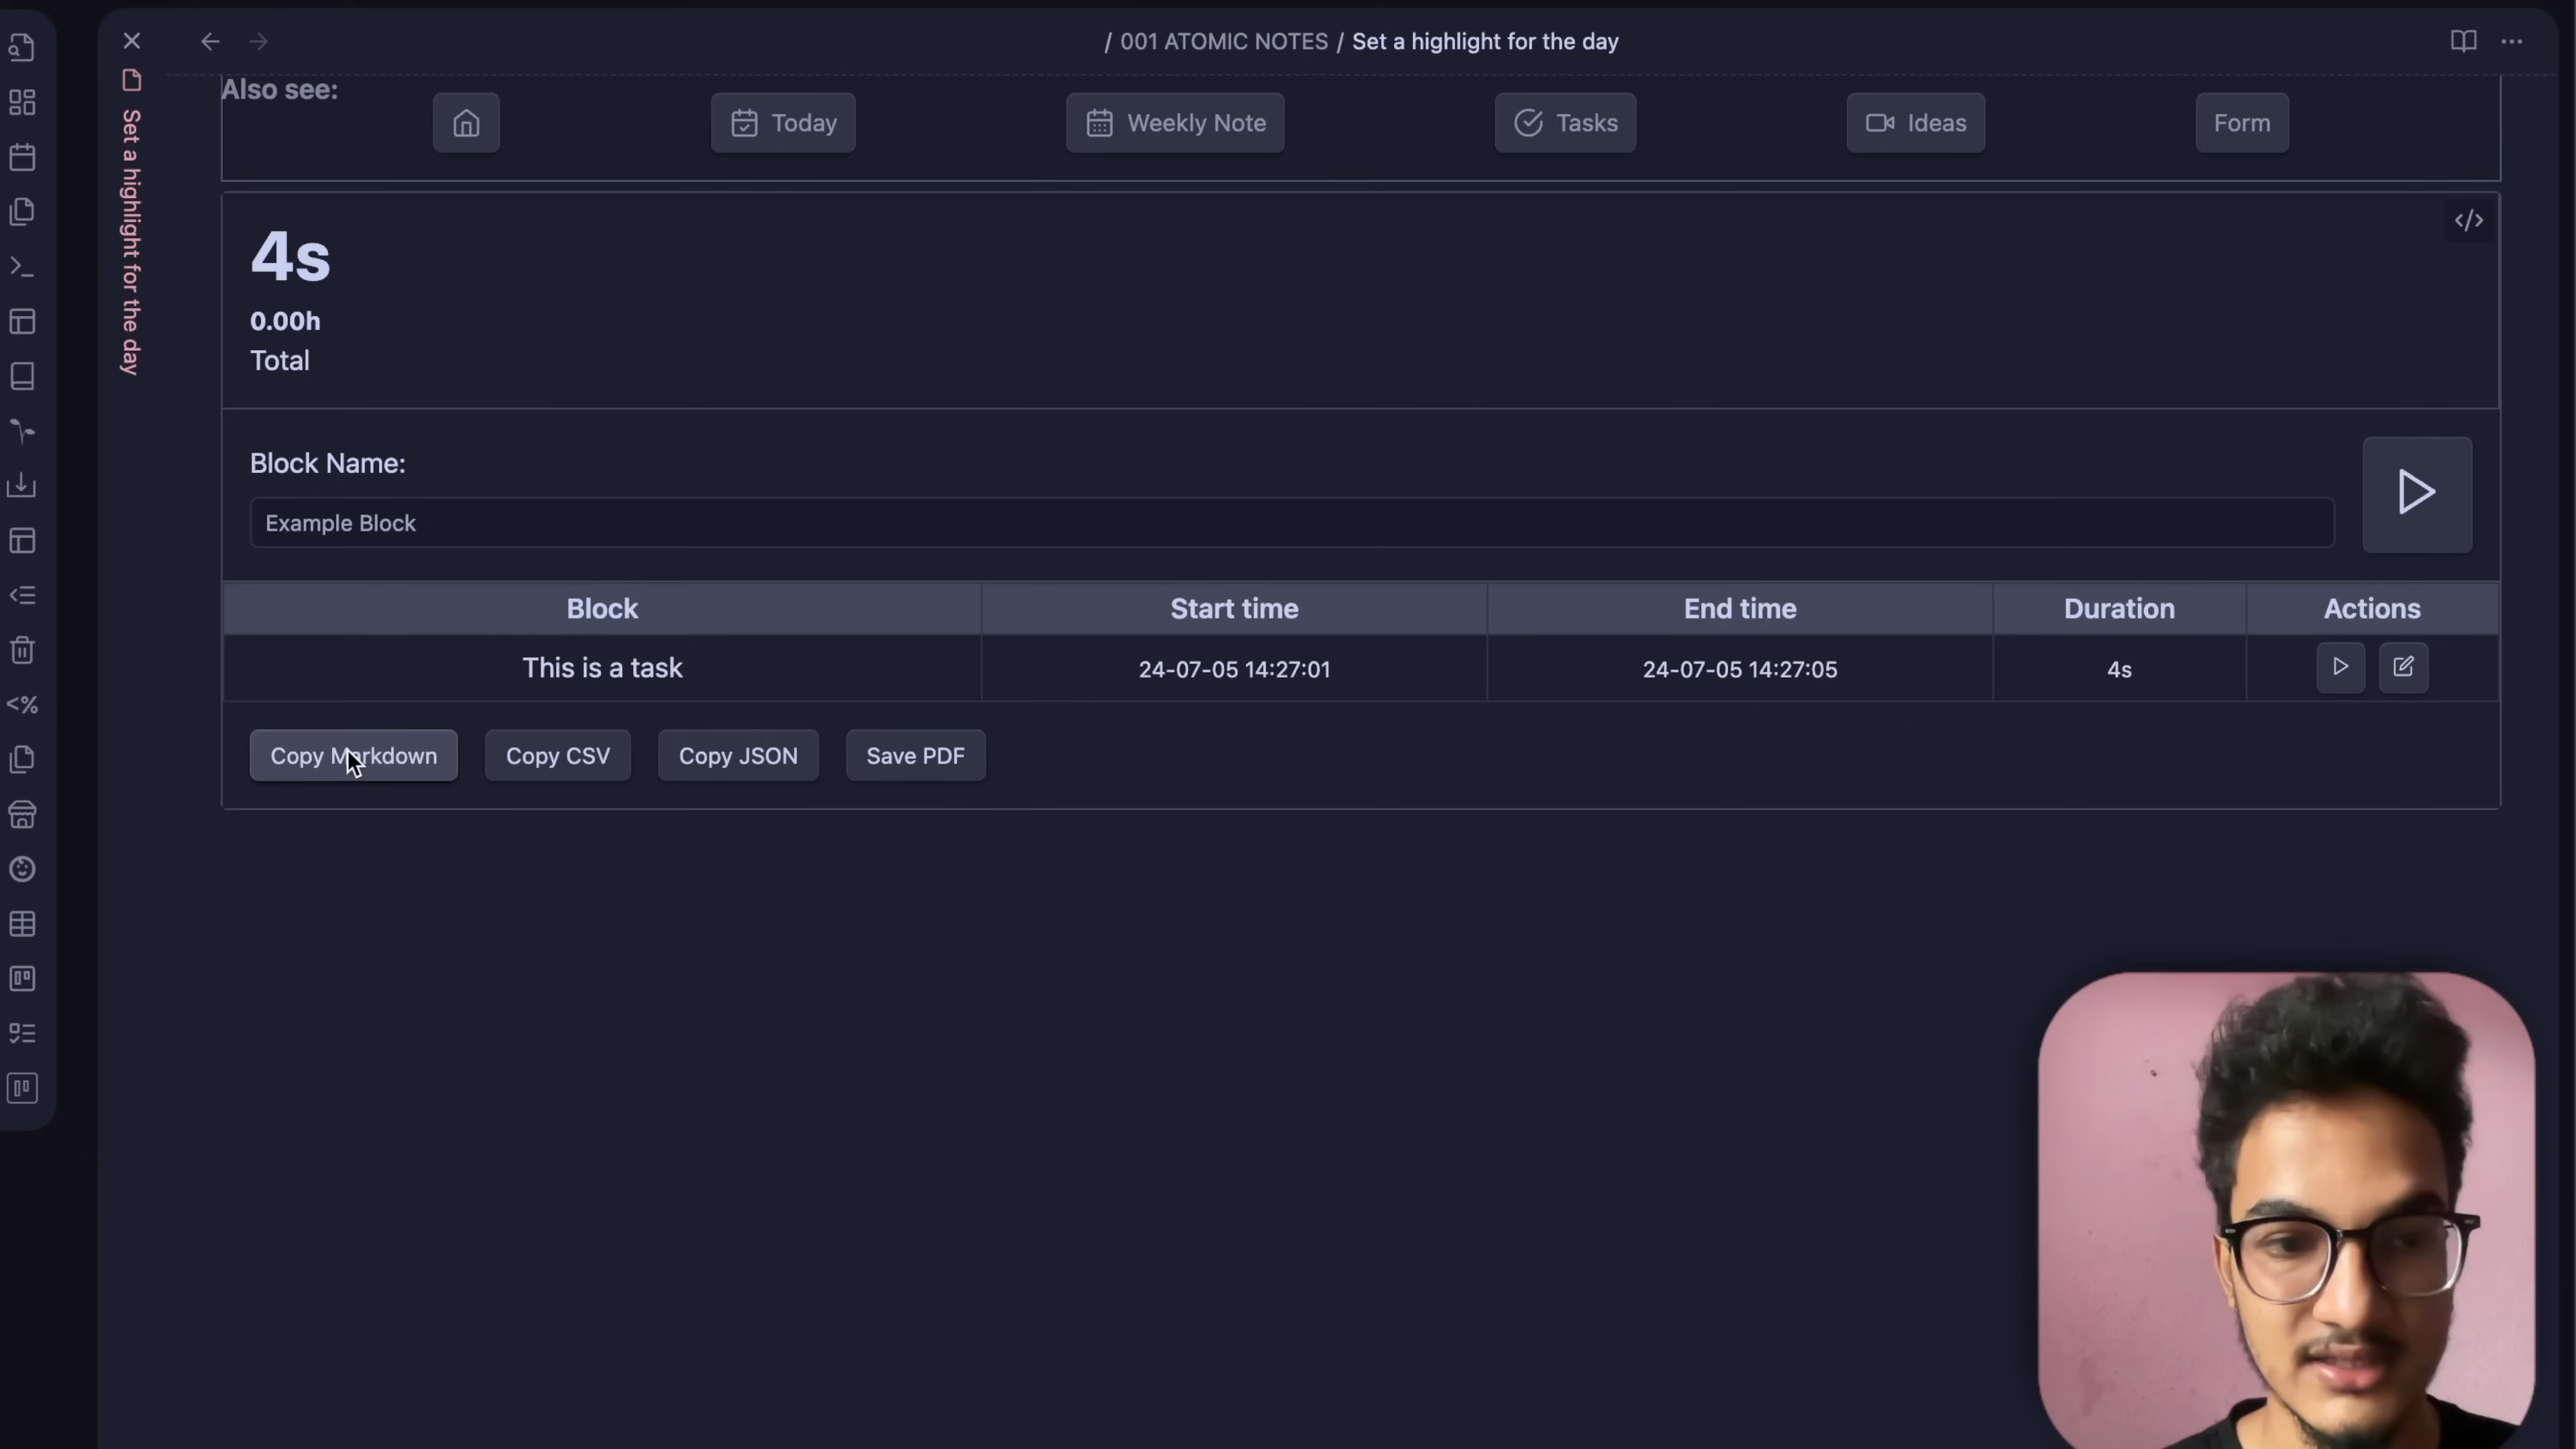 / 001 ATOMIC NOTES / Set a highlight for the day
Set a highlight for the day
Also see:
Today
Weekly Note
Tasks
Ideas
Form
4s
0.00h
Total
Block Name:
Example Block
Block Start time End time Duration Actions
This is a task 24-07-05 14:27:01 24-07-05 14:27:05 4s
Copy Markdown Copy CSV Copy JSON Save PDF